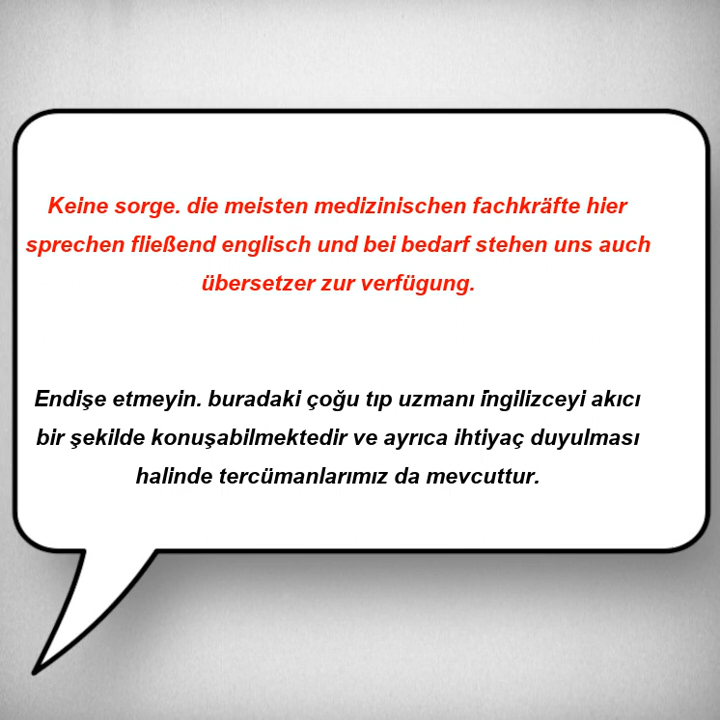 Keine sorge. die meisten medizinischen fachkräfte hier
sprechen fließend englisch und bei bedarf stehen uns auch
übersetzer zur verfügung.
Endişe etmeyin. buradaki çoğu tıp uzmanı i̇ngilizceyi akıcı
bir şekilde konuşabilmektedir ve ayrıca ihtiyaç duyulması
halinde tercümanlarımız da mevcuttur.